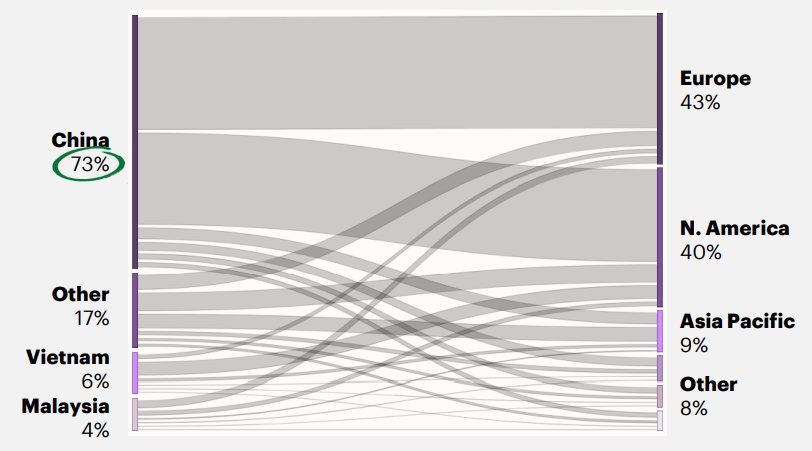 China
73%
Other
17%
Vietnam
6%
Malaysia
4%
Europe
43%
N. America
40%
Asia Pacific
9%
Other
8%